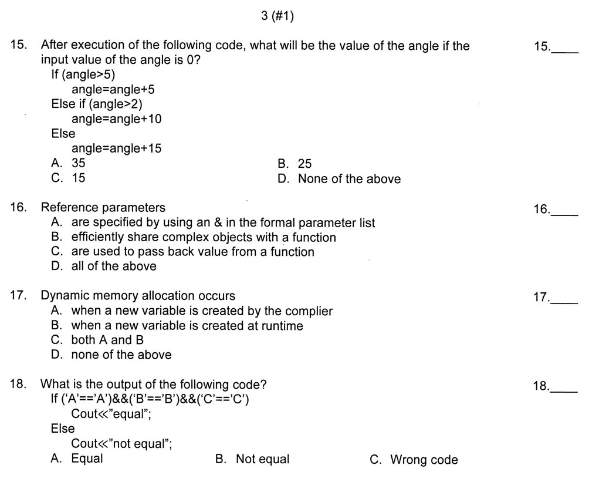 3 (#1)
15. After execution of the following code, what will be the value of the angle if the 15.____
input value of the angle is 0?
If (angle>5)
angle=angle+5
Else if (angle>2)
angle=angle+10
Else
angle=angle+15
A. 35 B. 25
C. 15 D. None of the above
16. Reference parameters 16.____
A. are specified by using an & in the formal parameter list
B. efficiently share complex objects with a function
C. are used to pass back value from a function
D. all of the above
17. Dynamic memory allocation occurs 17.____
A. when a new variable is created by the complier
B. when a new variable is created at runtime
C. both A and B
D. none of the above
18. What is the output of the following code? 18.____
If ('A'=='A')&&('B'=='B')&&('C'=='C')
Cout<<"equal";
Else
Cout<<"not equal";
A. Equal B. Not equal C. Wrong code